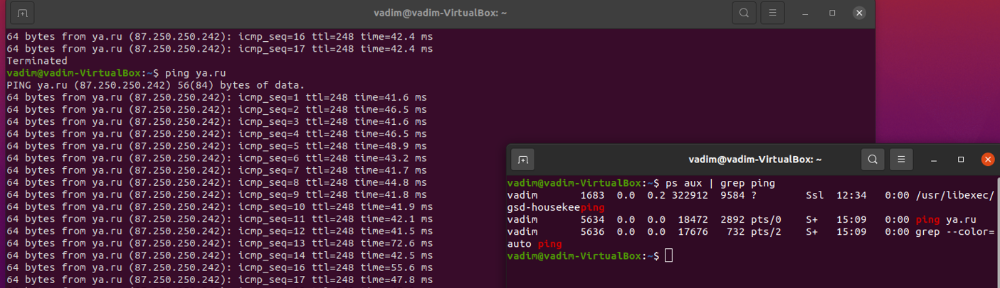 vadim@vadim-VirtualBox: ~
64 bytes from ya.ru (87.250.250.242): icmp_seq=16 ttl=248 time=42.4 ms
64 bytes from ya.ru (87.250.250.242): icmp_seq=17 ttl=248 time=42.4 ms
Terminated
vadim@vadim-VirtualBox:~$ ping ya.ru
PING ya.ru (87.250.250.242) 56(84) bytes of data.
64 bytes from ya.ru (87.250.250.242): icmp_seq=1 ttl=248 time=41.6 ms
64 bytes from ya.ru (87.250.250.242): icmp_seq=2 ttl=248 time=46.5 ms
64 bytes from ya.ru (87.250.250.242): icmp_seq=3 ttl=248 time=41.6 ms
64 bytes from ya.ru (87.250.250.242): icmp_seq=4 ttl=248 time=46.5 ms
64 bytes from ya.ru (87.250.250.242): icmp_seq=5 ttl=248 time=48.9 ms
64 bytes from ya.ru (87.250.250.242): icmp_seq=6 ttl=248 time=43.2 ms
64 bytes from ya.ru (87.250.250.242): icmp_seq=7 ttl=248 time=41.7 ms
64 bytes from ya.ru (87.250.250.242): icmp_seq=8 ttl=248 time=44.8 ms
64 bytes from ya.ru (87.250.250.242): icmp_seq=9 ttl=248 time=41.8 ms
64 bytes from ya.ru (87.250.250.242): icmp_seq=10 ttl=248 time=41.9 ms
64 bytes from ya.ru (87.250.250.242): icmp_seq=11 ttl=248 time=42.1 ms
64 bytes from ya.ru (87.250.250.242): icmp_seq=12 ttl=248 time=41.5 ms
64 bytes from ya.ru (87.250.250.242): icmp_seq=13 ttl=248 time=72.6 ms
64 bytes from ya.ru (87.250.250.242): icmp_seq=14 ttl=248 time=42.5 ms
64 bytes from ya.ru (87.250.250.242): icmp_seq=16 ttl=248 time=55.6 ms
64 bytes from ya.ru (87.250.250.242): icmp_seq=17 ttl=248 time=47.8 ms
vadim@vadim-VirtualBox: ~
vadim@vadim-VirtualBox:~$ ps aux | grep ping
vadim       1683  0.0  0.2 322912  9584 ?        Ssl  12:34   0:00 /usr/libexec/
gsd-housekeeping
vadim       5634  0.0  0.0  18472  2892 pts/0    S+   15:09   0:00 ping ya.ru
vadim       5636  0.0  0.0  17676   732 pts/2    S+   15:09   0:00 grep --color=
auto ping
vadim@vadim-VirtualBox:~$